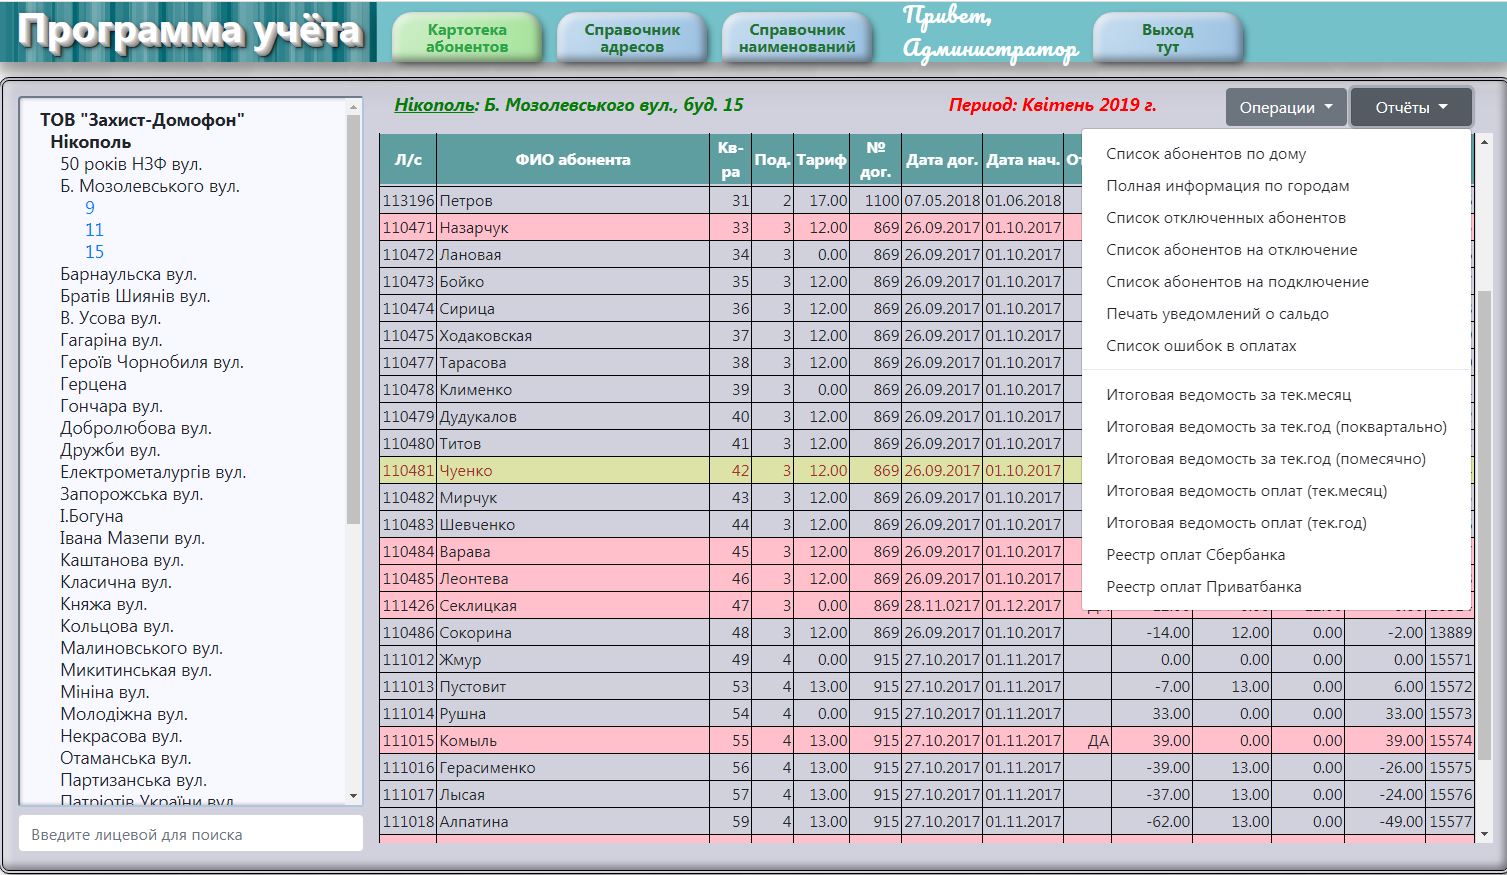 Программа учёта
Картотека
абонентов
Справочник
адресов
Справочник
наименований
Привет,
Администратор
Выход
тут
ТОВ "Захист-Домофон"
Нікополь
50 років НЗФ вул.
Б. Мозолевського вул.
9
11
15
Барнаульска вул.
Братів Шиянів вул.
В. Усова вул.
Гагаріна вул.
Героїв Чорнобиля вул.
Герцена
Гончара вул.
Добролюбова вул.
Дружби вул.
Електрометалургів вул.
Запорожська вул.
І.Богуна
Івана Мазепи вул.
Каштанова вул.
Класична вул.
Княжа вул.
Кольцова вул.
Малиновського вул.
Микитинськая вул.
Мініна вул.
Молодіжна вул.
Некрасова вул.
Отаманська вул.
Партизанська вул.
Патріотів України вул.
Введите лицевой для поиска
Нікополь: Б. Мозолевського вул., буд. 15
Период: Квітень 2019 г.
Операции
Отчёты
Л/с ФИО абонента Кв-ра Под. Тариф № дог. Дата дог. Дата нач.
113196 Петров 31 2 17.00 1100 07.05.2018 01.06.2018
110471 Назарчук 33 3 12.00 869 26.09.2017 01.10.2017
110472 Лановая 34 3 0.00 869 26.09.2017 01.10.2017
110473 Бойко 35 3 12.00 869 26.09.2017 01.10.2017
110474 Сирица 36 3 12.00 869 26.09.2017 01.10.2017
110475 Ходаковская 37 3 12.00 869 26.09.2017 01.10.2017
110477 Тарасова 38 3 12.00 869 26.09.2017 01.10.2017
110478 Клименко 39 3 0.00 869 26.09.2017 01.10.2017
110479 Дудукалов 40 3 12.00 869 26.09.2017 01.10.2017
110480 Титов 41 3 12.00 869 26.09.2017 01.10.2017
110481 Чуенко 42 3 12.00 869 26.09.2017 01.10.2017
110482 Мирчук 43 3 12.00 869 26.09.2017 01.10.2017
110483 Шевченко 44 3 12.00 869 26.09.2017 01.10.2017
110484 Варава 45 3 12.00 869 26.09.2017 01.10.2017
110485 Леонтева 46 3 12.00 869 26.09.2017 01.10.2017
111426 Секлицкая 47 3 0.00 869 28.11.0217 01.12.2017
110486 Сокорина 48 3 12.00 869 26.09.2017 01.10.2017 -14.00 12.00 0.00 -2.00 13889
111012 Жмур 49 4 0.00 915 27.10.2017 01.11.2017 0.00 0.00 0.00 0.00 15571
111013 Пустовит 53 4 13.00 915 27.10.2017 01.11.2017 -7.00 13.00 0.00 6.00 15572
111014 Рушна 54 4 0.00 915 27.10.2017 01.11.2017 33.00 0.00 0.00 33.00 15573
111015 Комыль 55 4 13.00 915 27.10.2017 01.11.2017 ДА 39.00 0.00 0.00 39.00 15574
111016 Герасименко 56 4 13.00 915 27.10.2017 01.11.2017 -39.00 13.00 0.00 -26.00 15575
111017 Лысая 57 4 13.00 915 27.10.2017 01.11.2017 -37.00 13.00 0.00 -24.00 15576
111018 Алпатина 59 4 13.00 915 27.10.2017 01.11.2017 -62.00 13.00 0.00 -49.00 15577
Список абонентов по дому
Полная информация по городам
Список отключенных абонентов
Список абонентов на отключение
Список абонентов на подключение
Печать уведомлений о сальдо
Список ошибок в оплатах
Итоговая ведомость за тек.месяц
Итоговая ведомость за тек.год (поквартально)
Итоговая ведомость за тек.год (помесячно)
Итоговая ведомость оплат (тек.месяц)
Итоговая ведомость оплат (тек.год)
Реестр оплат Сбербанка
Реестр оплат Приватбанка